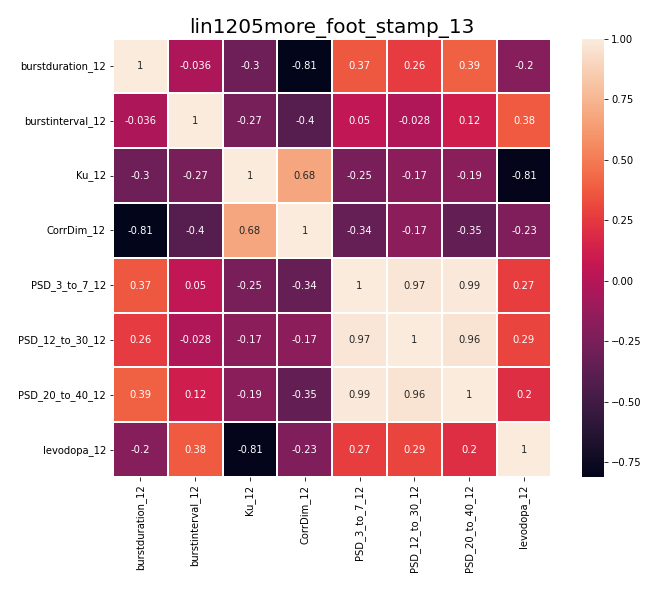 lin1205more_foot_stamp_13
burstduration_12 1 -0.036 -0.3 -0.81 0.37 0.26 0.39 -0.2
burstinterval_12 -0.036 1 -0.27 -0.4 0.05 -0.028 0.12 0.38
Ku_12 -0.3 -0.27 1 0.68 -0.25 -0.17 -0.19 -0.81
CorrDim_12 -0.81 -0.4 0.68 1 -0.34 -0.17 -0.35 -0.23
PSD_3_to_7_12 0.37 0.05 -0.25 -0.34 1 0.97 0.99 0.27
PSD_12_to_30_12 0.26 -0.028 -0.17 -0.17 0.97 1 0.96 0.29
PSD_20_to_40_12 0.39 0.12 -0.19 -0.35 0.99 0.96 1 0.2
levodopa_12 -0.2 0.38 -0.81 -0.23 0.27 0.29 0.2 1
burstduration_12
burstinterval_12
Ku_12
CorrDim_12
PSD_3_to_7_12
PSD_12_to_30_12
PSD_20_to_40_12
levodopa_12
1.00
0.75
0.50
0.25
0.00
−0.25
−0.50
−0.75